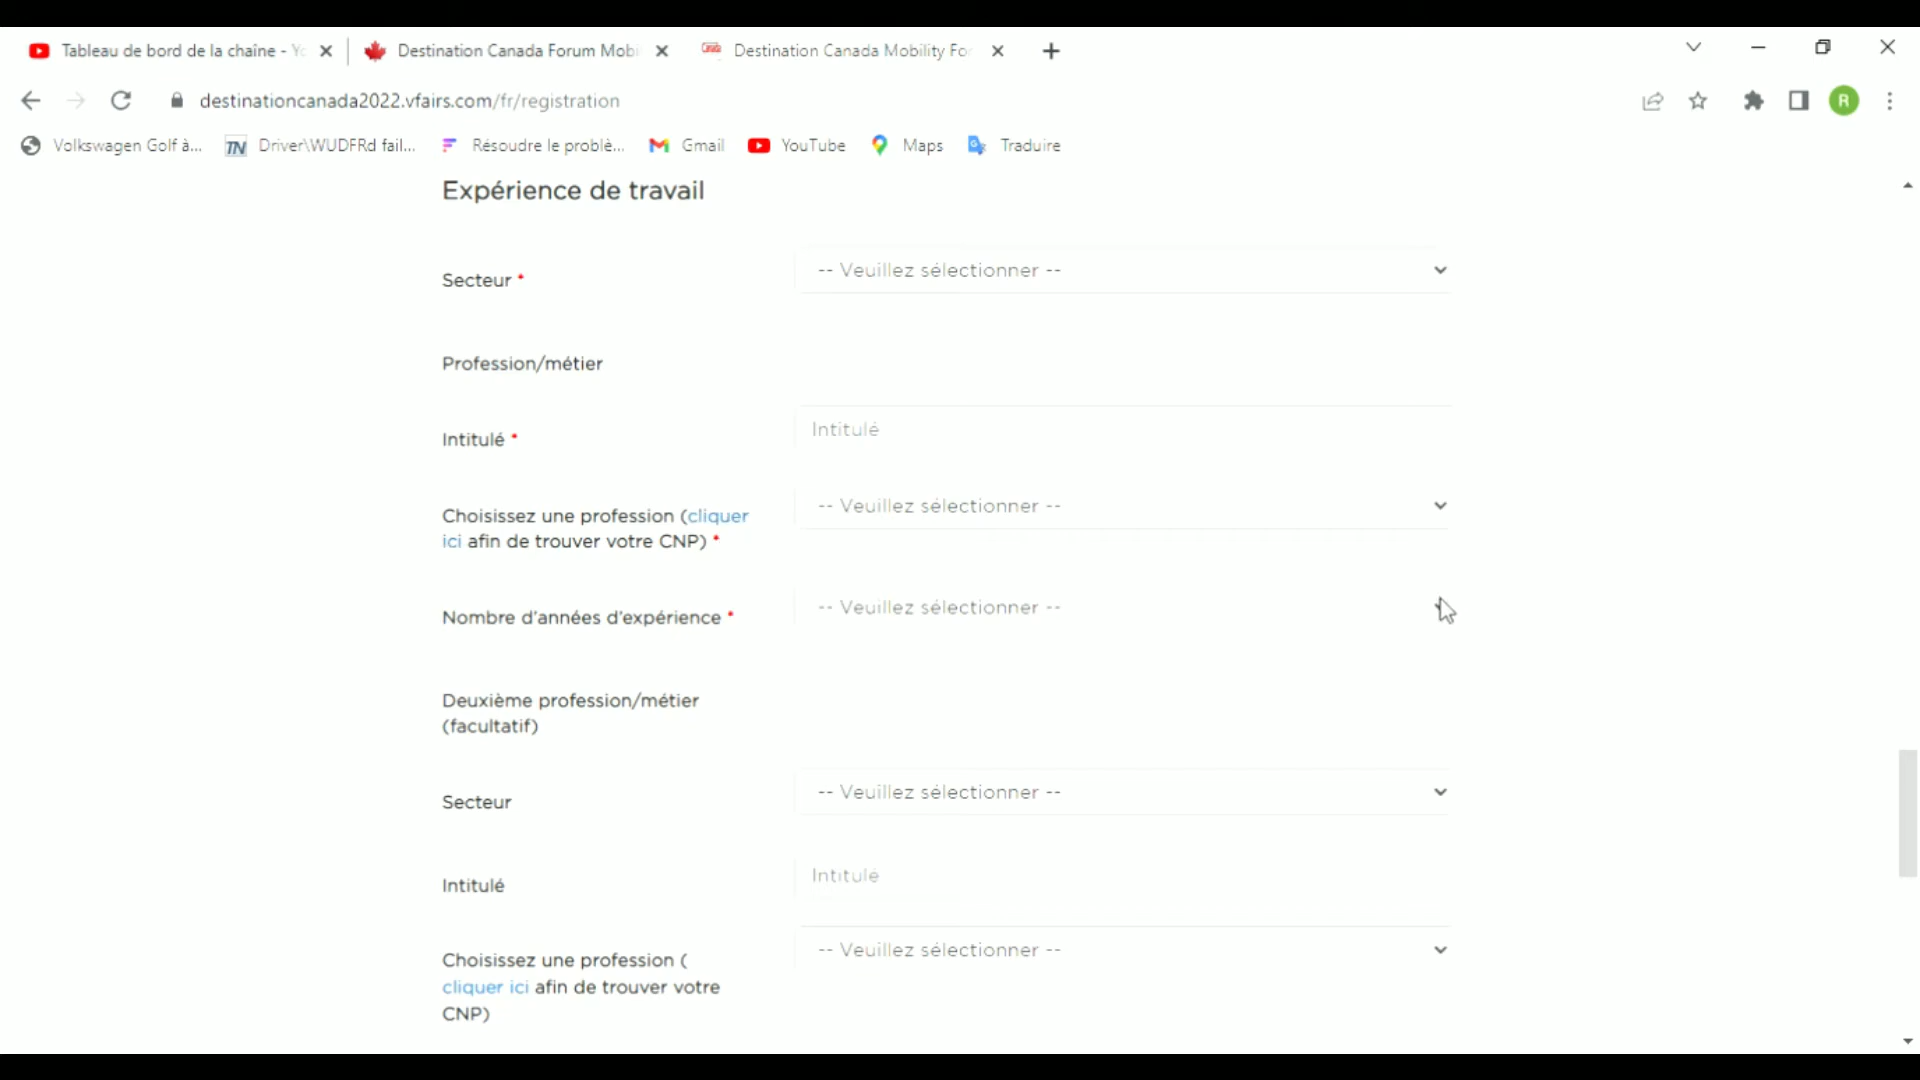 Tableau de bord de la chaîne - Yo
Destination Canada Forum Mobi
Destination Canada Mobility For
destinationcanada2022.vfairs.com/fr/registration
R
Volkswagen Golf à...
TN
Driver\WUDFRd fail...
Résoudre le problè...
Gmail
YouTube
Maps
Traduire
Expérience de travail
Secteur *
-- Veuillez sélectionner --
Profession/métier
Intitulé *
Intitulé
Choisissez une profession (cliquer
ici afin de trouver votre CNP) *
-- Veuillez sélectionner --
Nombre d'années d'expérience *
-- Veuillez sélectionner --
Deuxième profession/métier
(facultatif)
Secteur
-- Veuillez sélectionner --
Intitulé
Intitulé
Choisissez une profession (
cliquer ici afin de trouver votre
CNP)
-- Veuillez sélectionner --